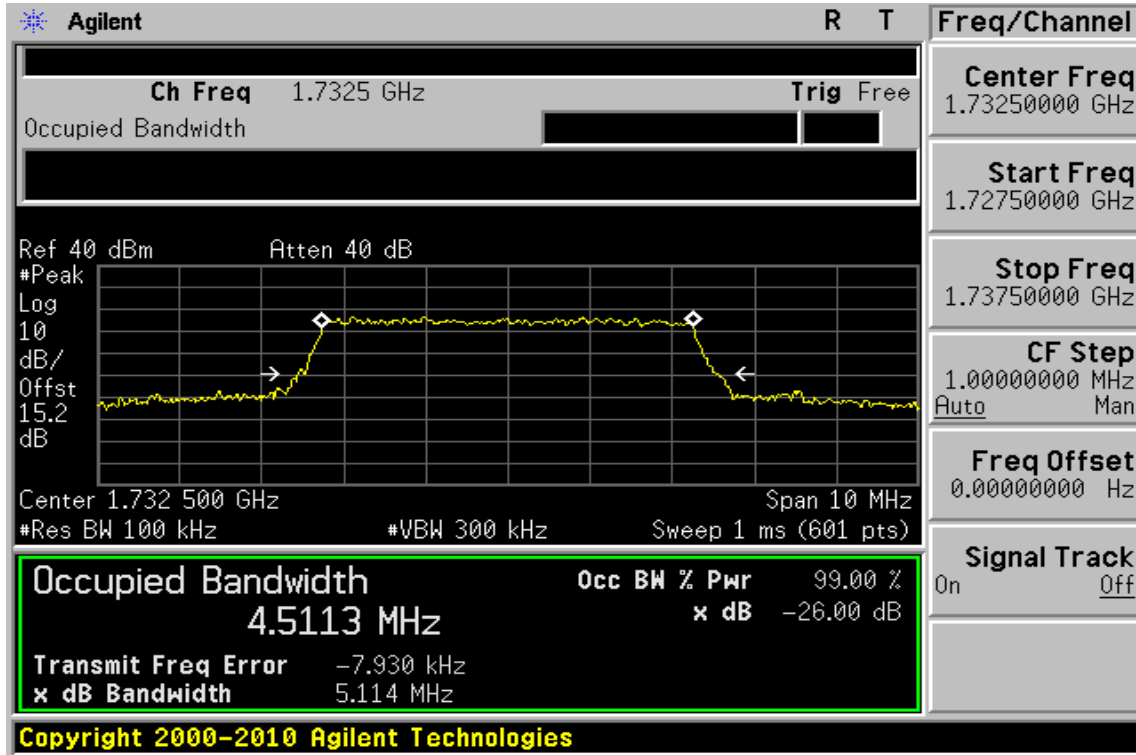 Agilent R T
Ch Freq 1.7325 GHz Trig Free
Occupied Bandwidth
Ref 40 dBm Atten 40 dB
#Peak
Log
10
dB/
Offst
15.2
dB
Center 1.732 500 GHz Span 10 MHz
#Res BW 100 kHz #VBW 300 kHz Sweep 1 ms (601 pts)
Occupied Bandwidth Occ BW % Pwr 99.00 %
4.5113 MHz x dB -26.00 dB
Transmit Freq Error -7.930 kHz
x dB Bandwidth 5.114 MHz
Copyright 2000-2010 Agilent Technologies
Freq/Channel
Center Freq
1.73250000 GHz
Start Freq
1.72750000 GHz
Stop Freq
1.73750000 GHz
CF Step
1.00000000 MHz
Auto Man
Freq Offset
0.00000000 Hz
Signal Track
On Off